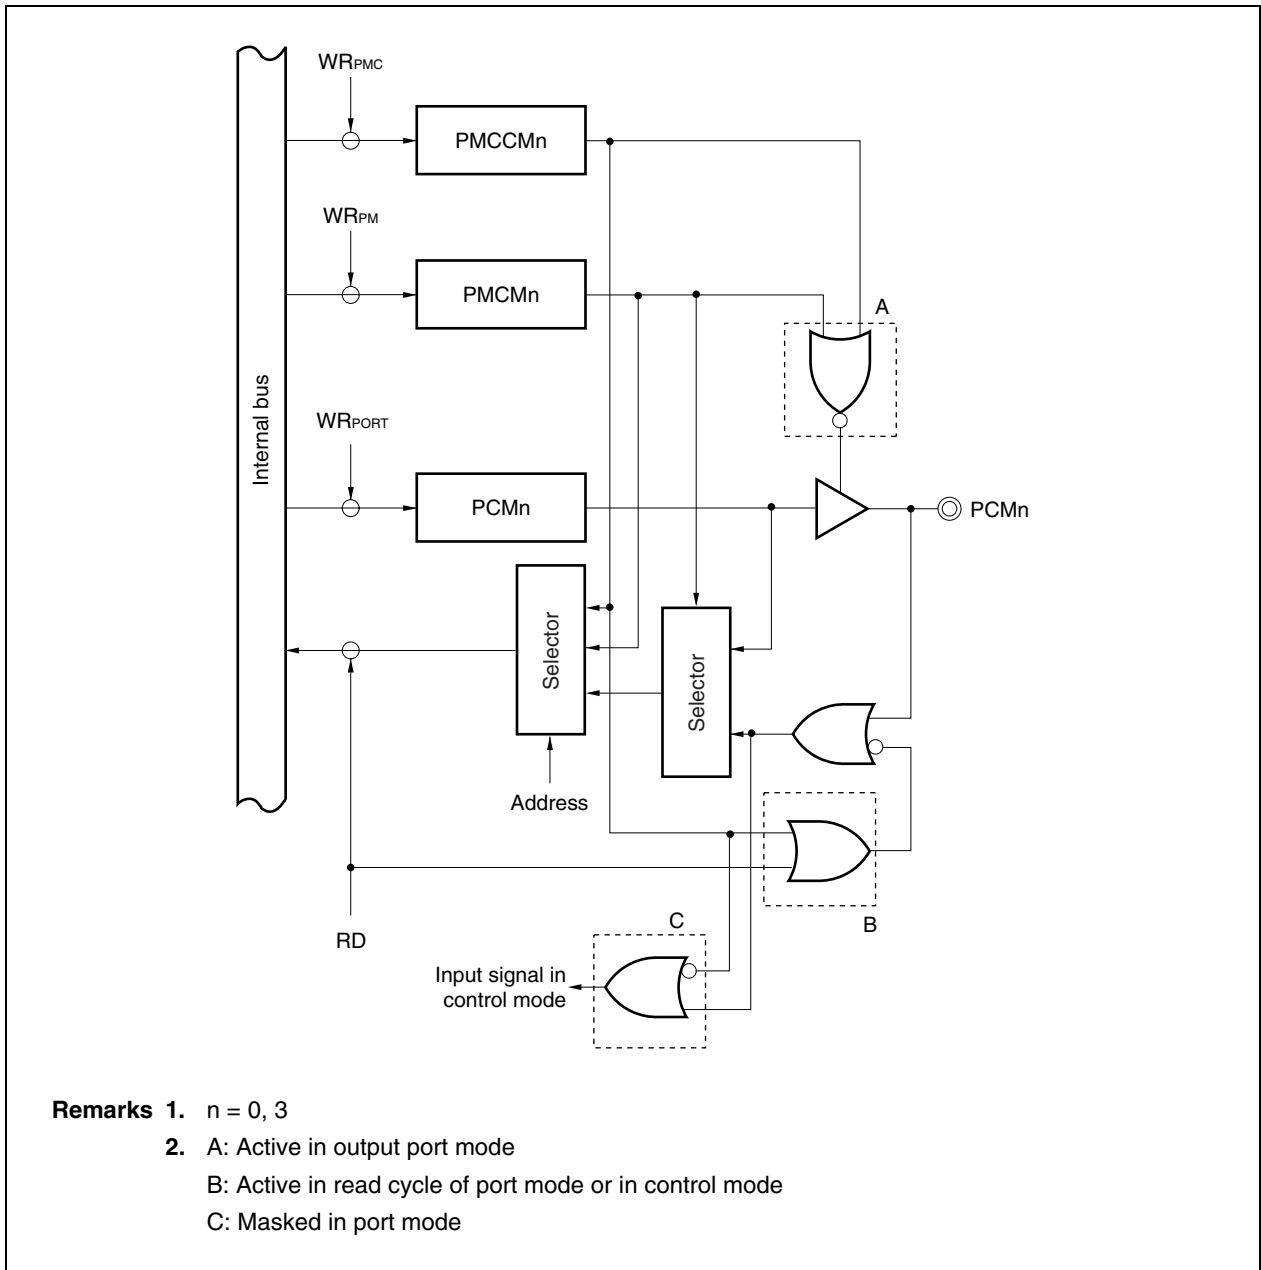 WRPMC
PMCCMn
WRPM
PMCMn
A
Internal bus
WRPORT
PCMn
PCMn
Selector
Selector
Address
B
C
RD
Input signal in
control mode
Remarks 1. n = 0, 3
2. A: Active in output port mode
B: Active in read cycle of port mode or in control mode
C: Masked in port mode